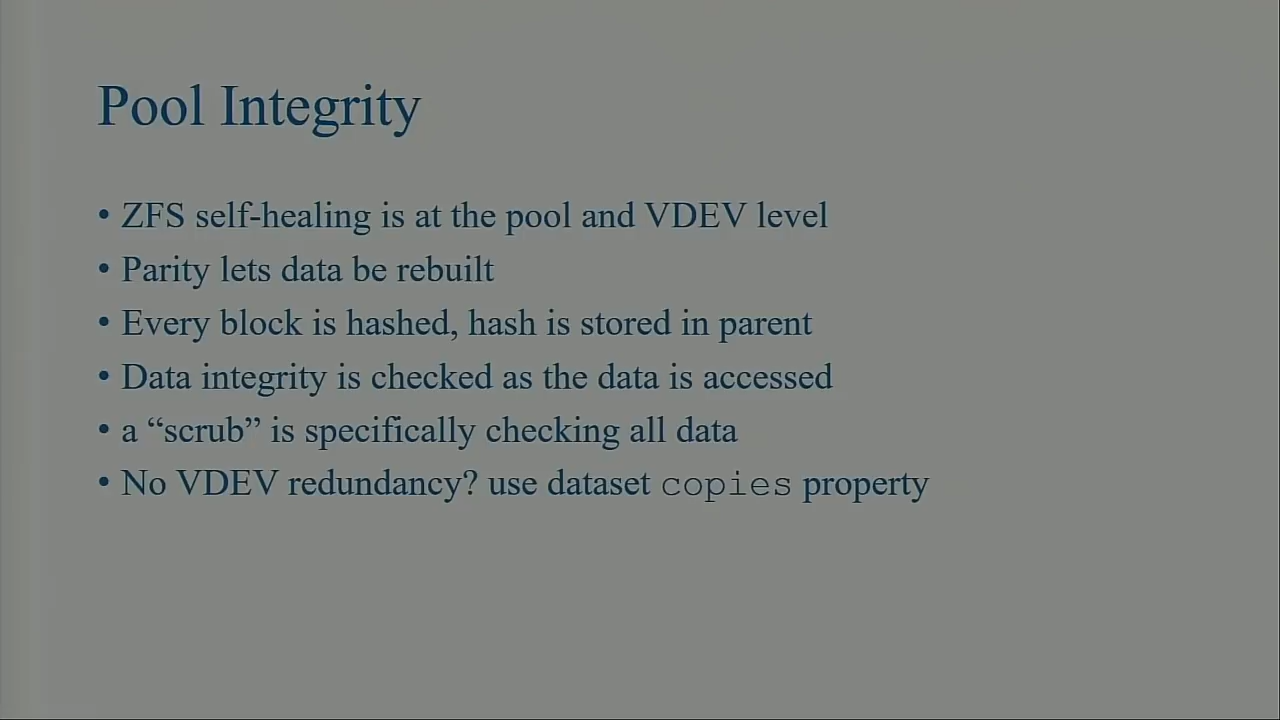 Pool Integrity
• ZFS self-healing is at the pool and VDEV level
• Parity lets data be rebuilt
• Every block is hashed, hash is stored in parent
• Data integrity is checked as the data is accessed
• a “scrub” is specifically checking all data
• No VDEV redundancy? use dataset copies property